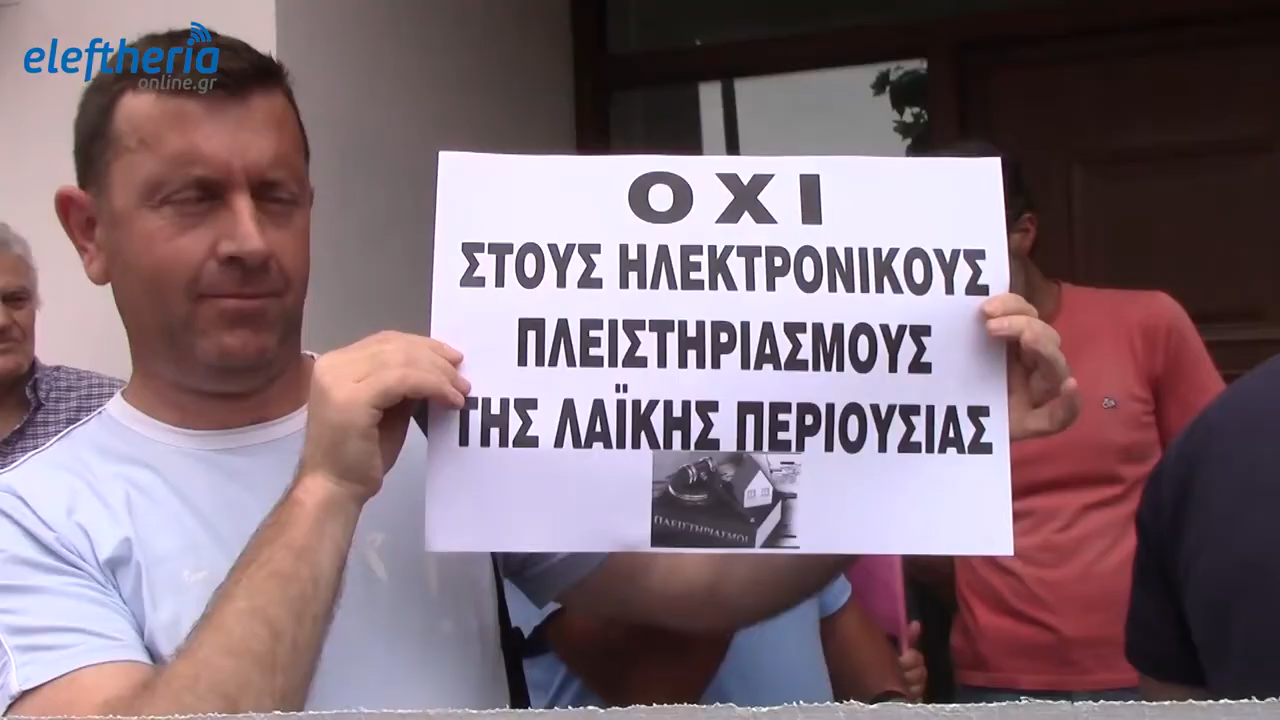 eleftheria
online.gr
ΟΧΙ
ΣΤΟΥΣ ΗΛΕΚΤΡΟΝΙΚΟΥΣ
ΠΛΕΙΣΤΗΡΙΑΣΜΟΥΣ
ΤΗΣ ΛΑΪΚΗΣ ΠΕΡΙΟΥΣΙΑΣ
ΠΛΕΙΣΤΗΡΙΑΣΜΟΙ